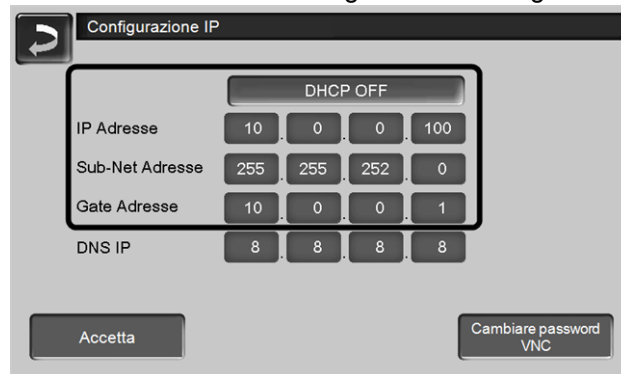 Configurazione IP
DHCP OFF
IP Adresse 10 . 0 . 0 . 100
Sub-Net Adresse 255 . 255 . 252 . 0
Gate Adresse 10 . 0 . 0 . 1
DNS IP 8 . 8 . 8 . 8
Accetta
Cambiare password
VNC